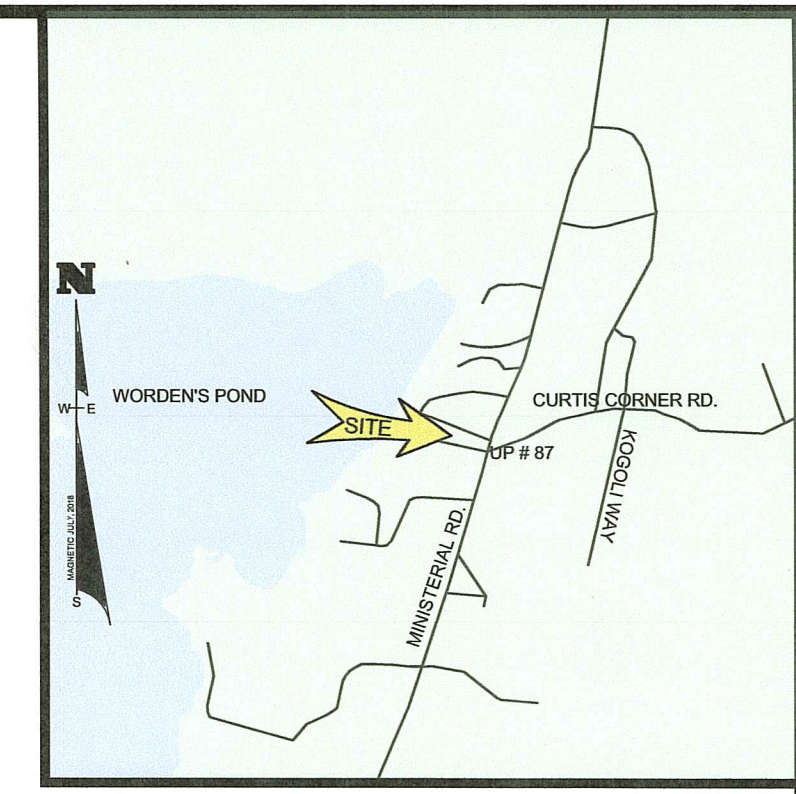 N
W E
S
MAGNETIC JULY, 2018
WORDEN'S POND
SITE
CURTIS CORNER RD.
UP # 87
KOGOLI WAY
MINISTERIAL RD.